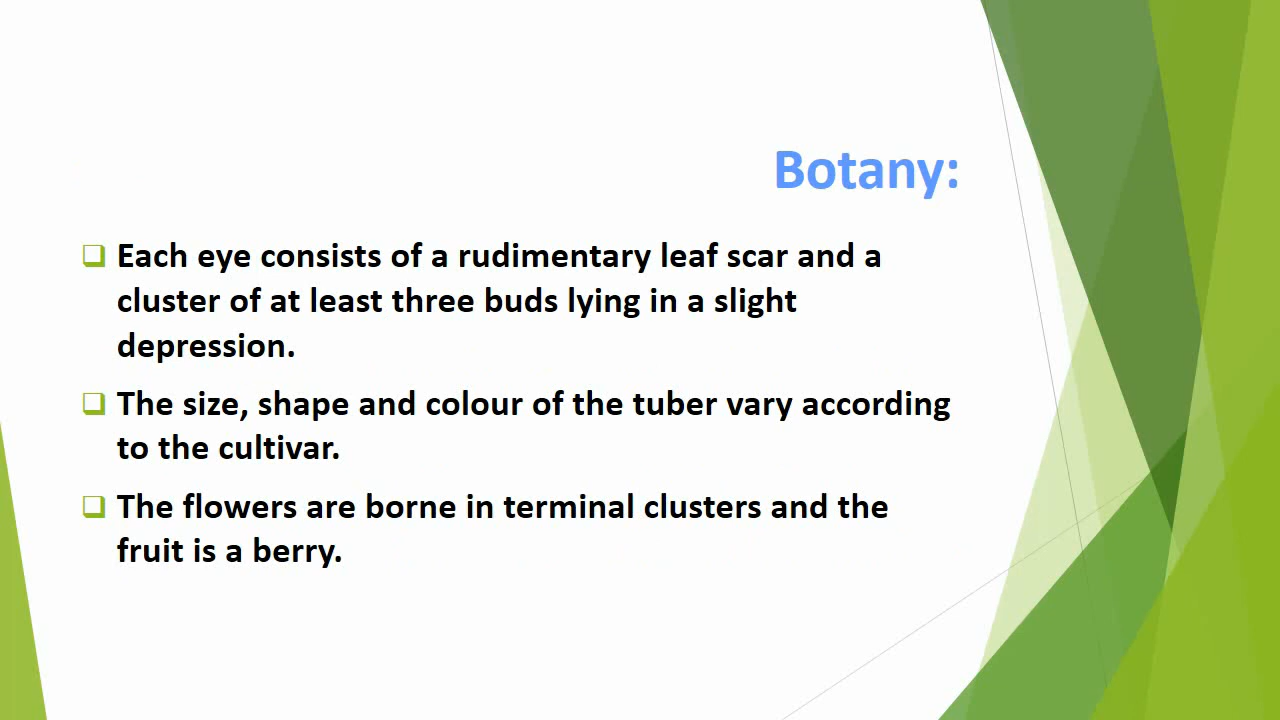 Botany:
Each eye consists of a rudimentary leaf scar and a
cluster of at least three buds lying in a slight
depression.
The size, shape and colour of the tuber vary according
to the cultivar.
The flowers are borne in terminal clusters and the
fruit is a berry.